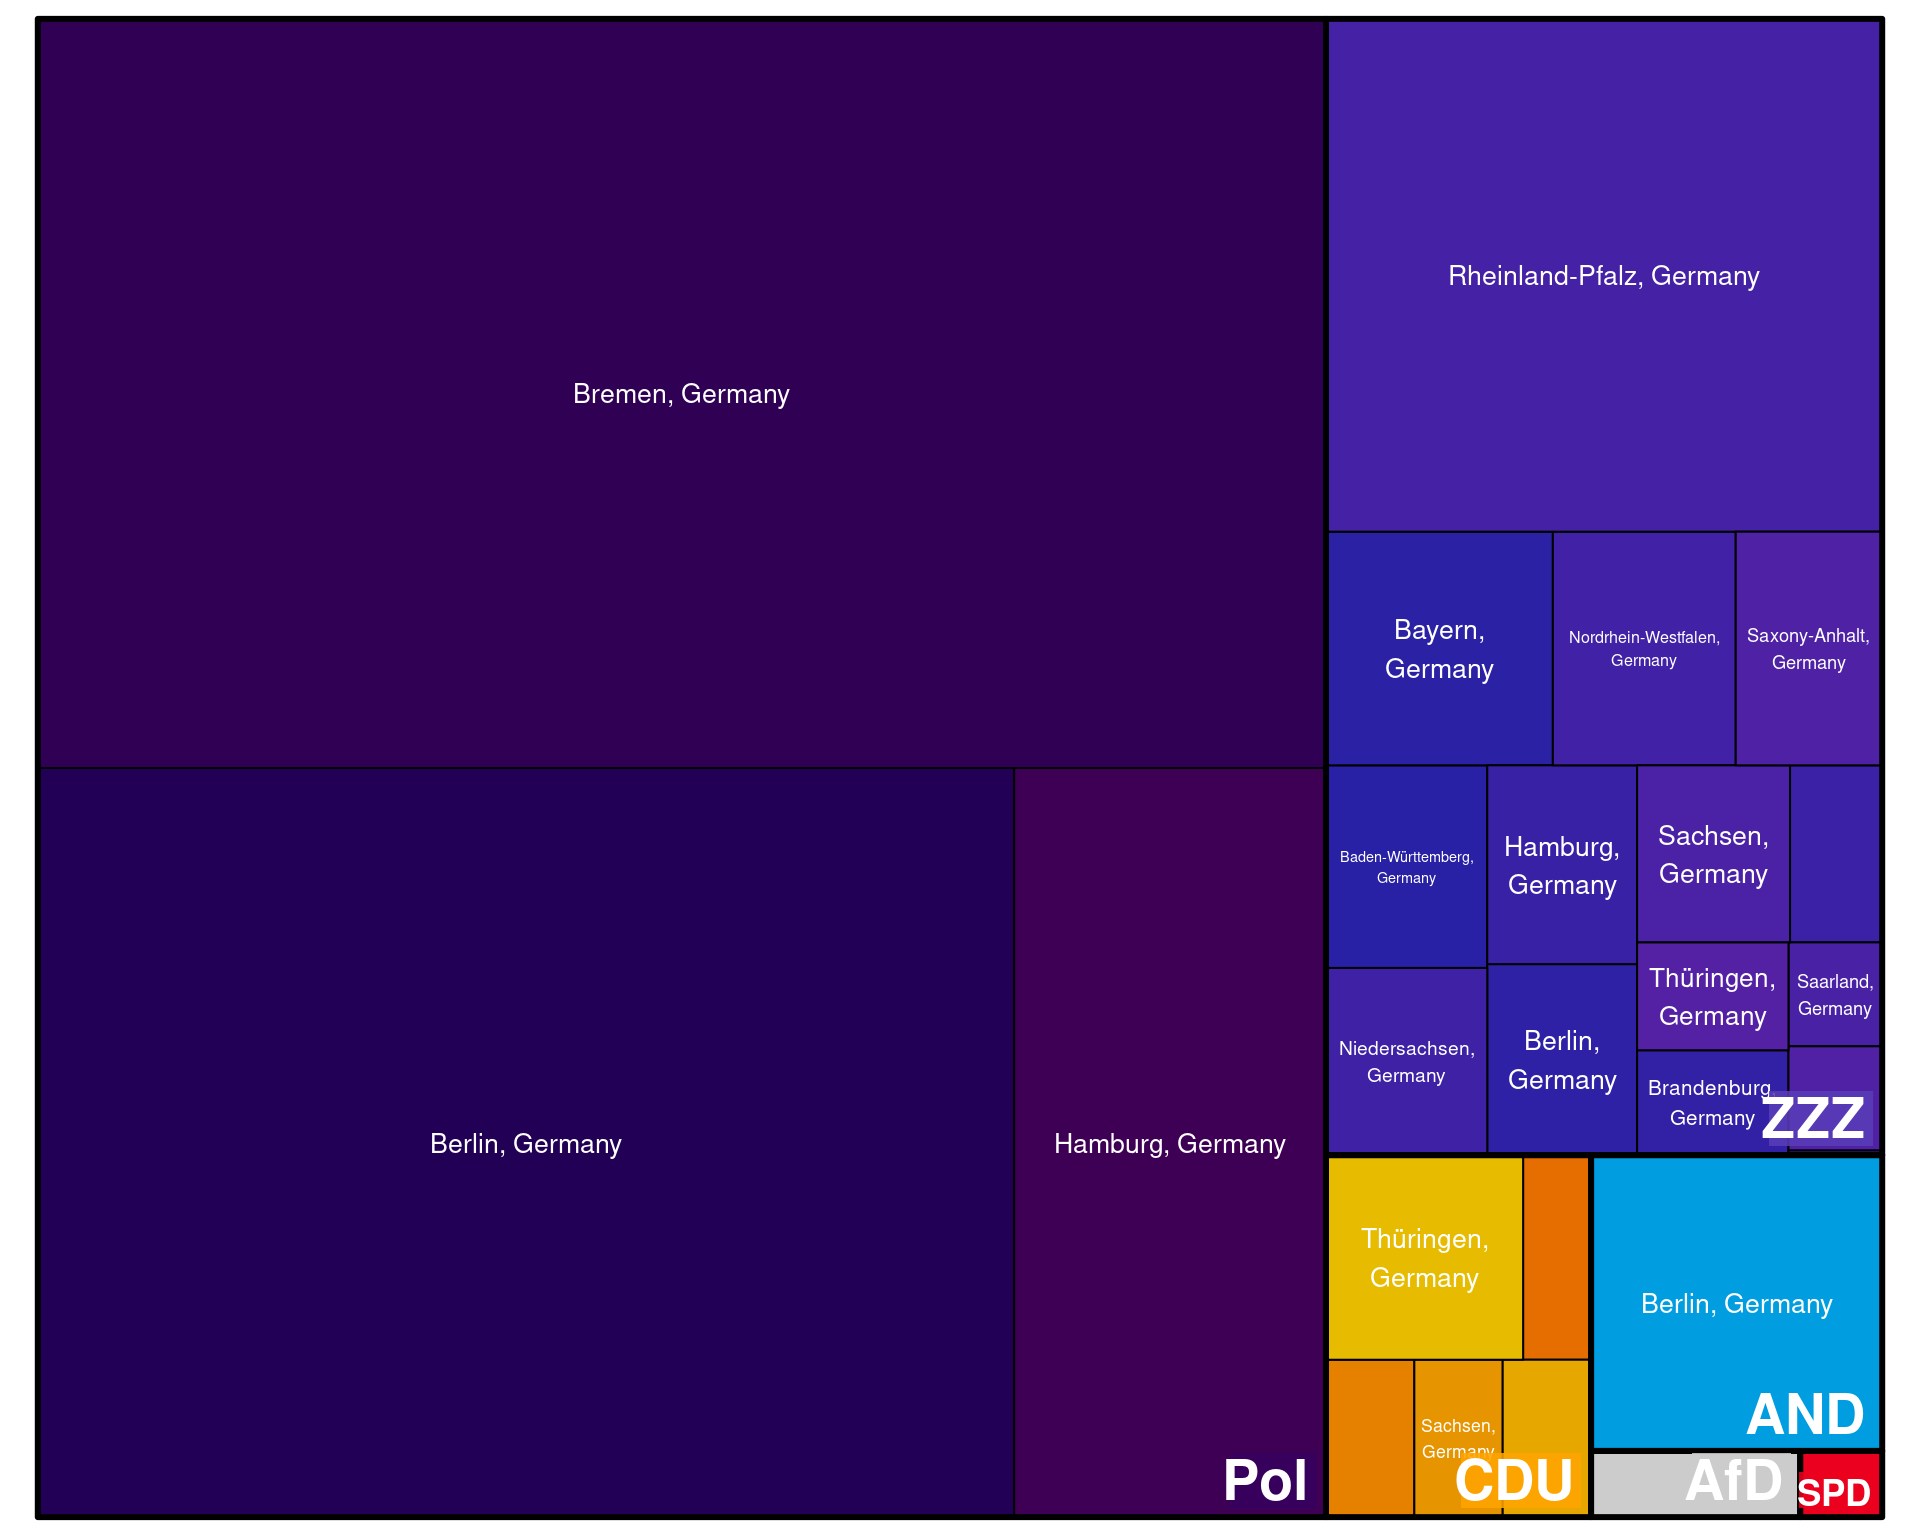 Bremen, Germany
Berlin, Germany
Hamburg, Germany
Pol
Rheinland-Pfalz, Germany
Bayern,
Germany
Nordrhein-Westfalen,
Germany
Saxony-Anhalt,
Germany
Baden-Württemberg,
Germany
Hamburg,
Germany
Sachsen,
Germany
Niedersachsen,
Germany
Berlin,
Germany
Thüringen,
Germany
Saarland,
Germany
Brandenburg,
Germany
ZZZ
Thüringen,
Germany
Sachsen,
Germany
CDU
Berlin, Germany
AND
AfD
SPD